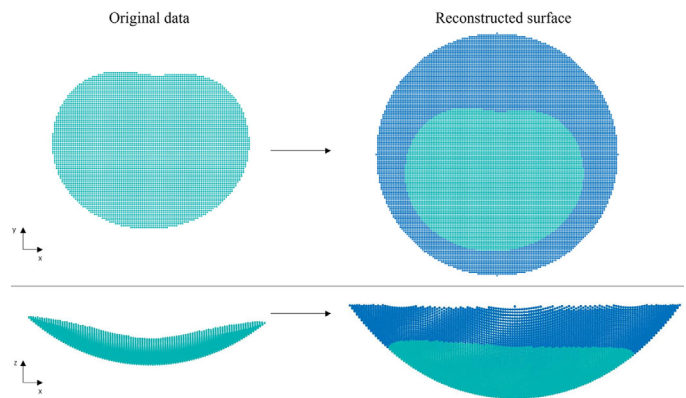 Original data
Reconstructed surface
y
x
z
x